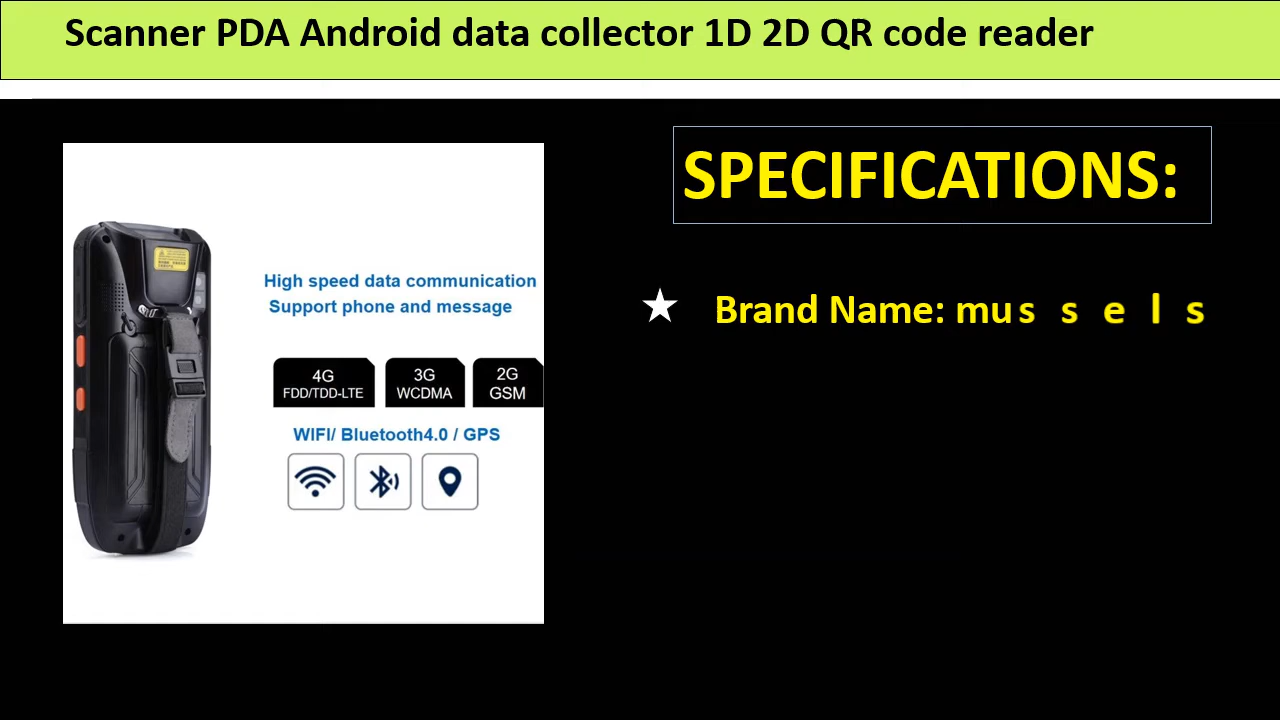 Scanner PDA Android data collector 1D 2D QR code reader
SPECIFICATIONS:
Brand Name: mussels
High speed data communication
Support phone and message
4G
FDD/TDD-LTE
3G
WCDMA
2G
GSM
WIFI/ Bluetooth4.0 / GPS